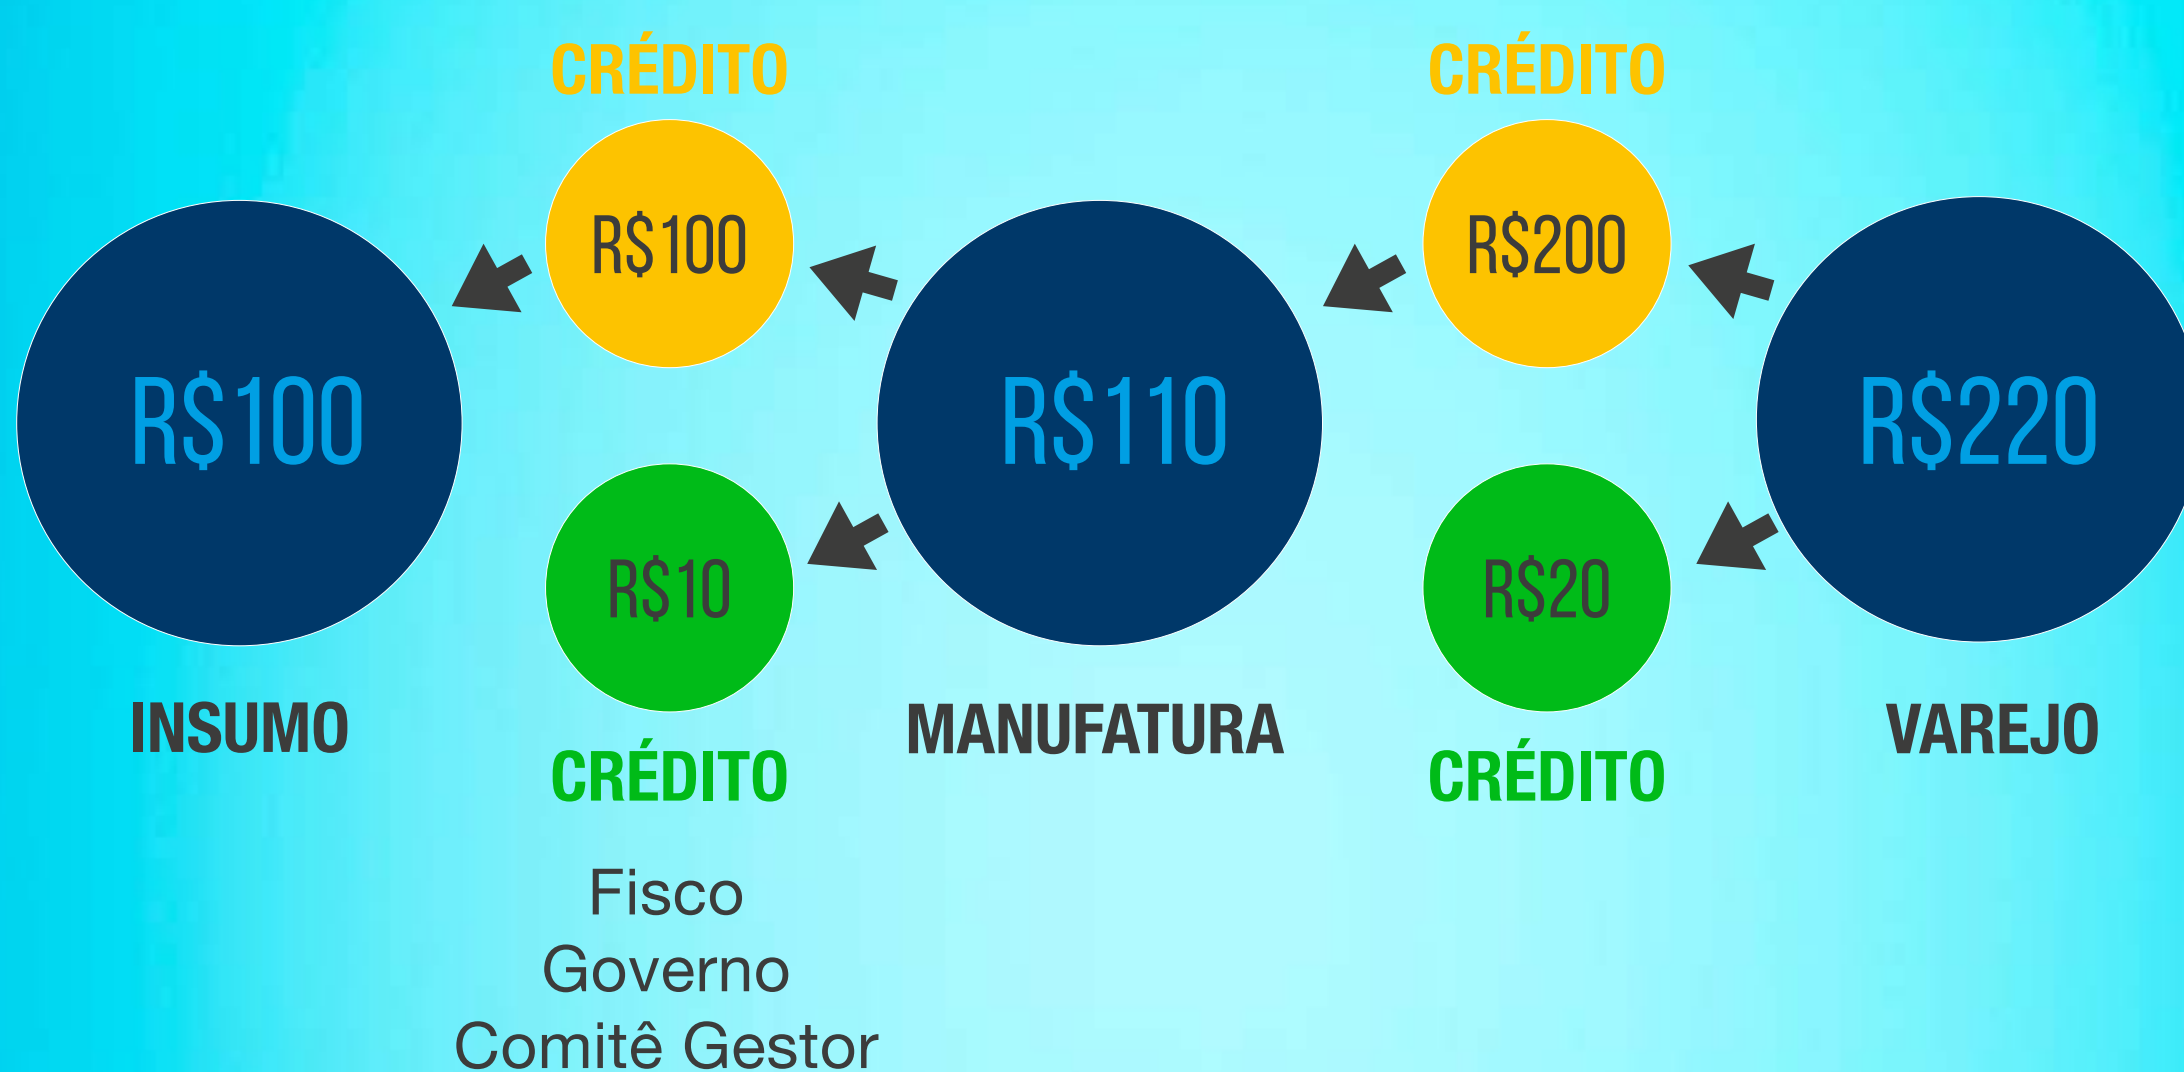 CRÉDITO
CRÉDITO
R$100
R$200
R$100
R$110
R$220
R$10
R$20
INSUMO
MANUFATURA
VAREJO
CRÉDITO
CRÉDITO
Fisco
Governo
Comitê Gestor